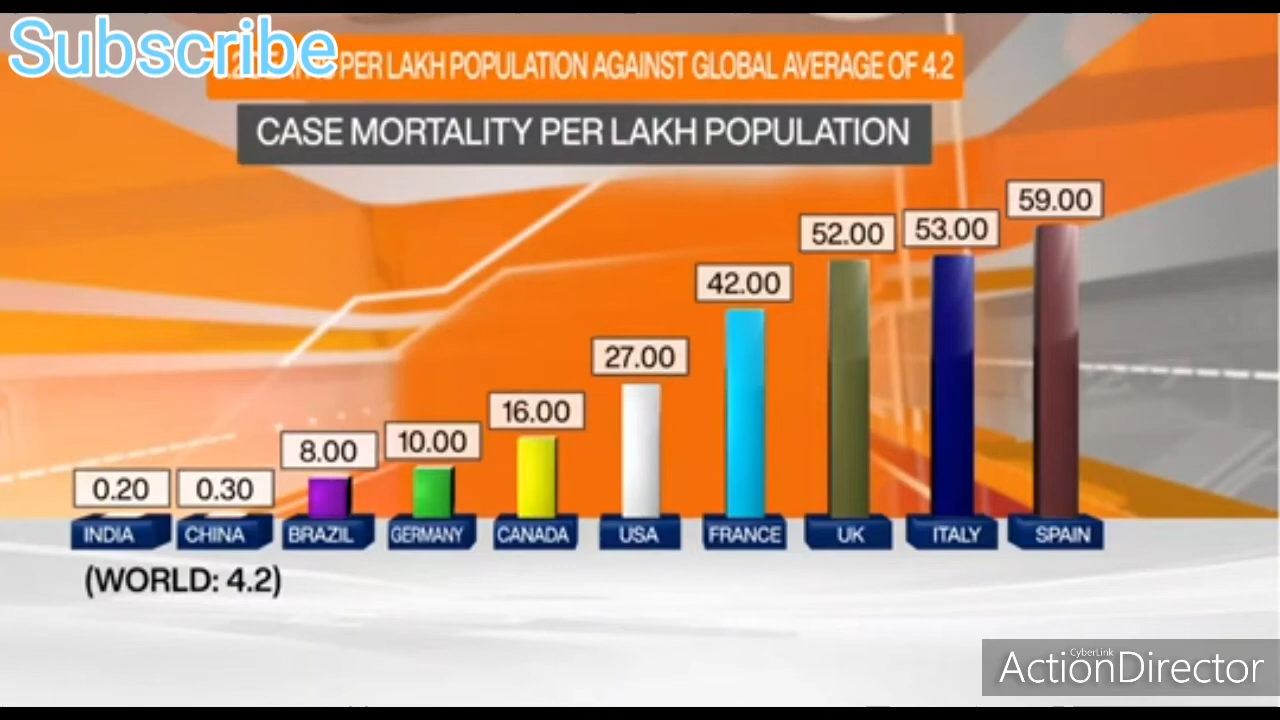 Subscribe
PER LAKH POPULATION AGAINST GLOBAL AVERAGE OF 4.2
CASE MORTALITY PER LAKH POPULATION
0.20 0.30 8.00 10.00 16.00 27.00 42.00 52.00 53.00 59.00
INDIA CHINA BRAZIL GERMANY CANADA USA FRANCE UK ITALY SPAIN
(WORLD: 4.2)
CyberLink
ActionDirector